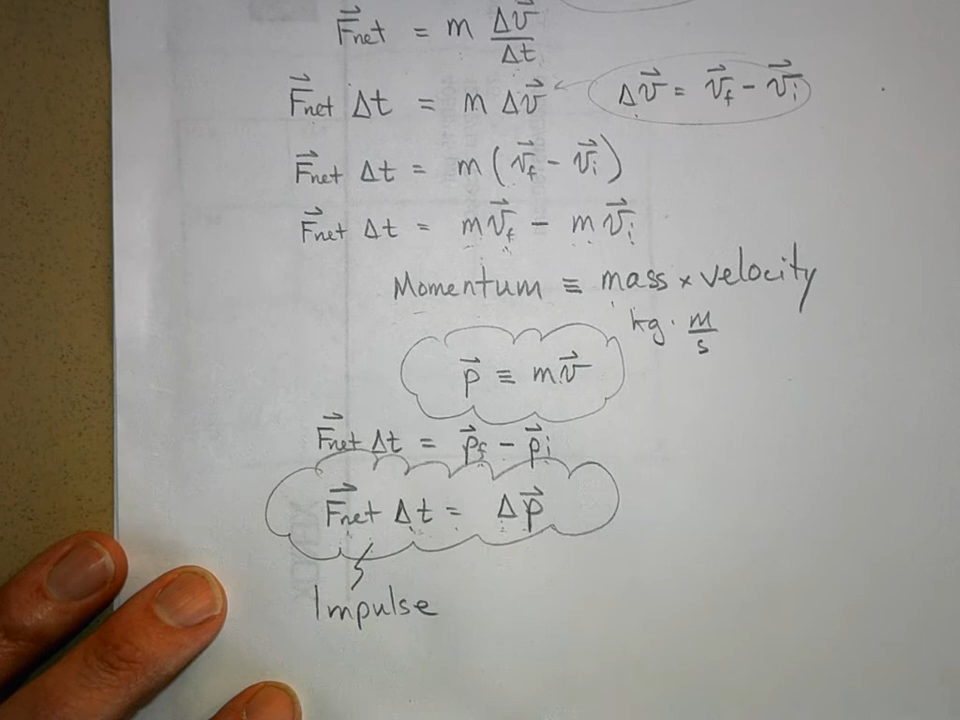 F⃗net = m Δv⃗/Δt
F⃗net Δt = m Δv⃗ ← Δv⃗ = v⃗f - v⃗i
F⃗net Δt = m(v⃗f - v⃗i)
F⃗net Δt = mv⃗f - mv⃗i
Momentum ≡ mass × velocity
kg · m/s
p⃗ ≡ mv⃗
F⃗net Δt = p⃗f - p⃗i
F⃗net Δt = Δp⃗
Impulse